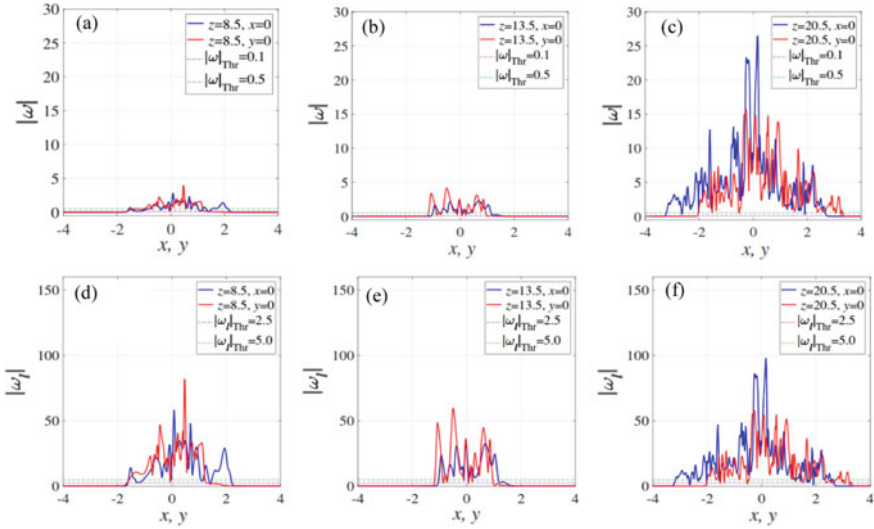 (a)
z=8.5, x=0
z=8.5, y=0
|ω|Thr=0.1
|ω|Thr=0.5
30
25
20
15
10
5
0
|ω|
-4 -2 0 2 4
x, y
(b)
z=13.5, x=0
z=13.5, y=0
|ω|Thr=0.1
|ω|Thr=0.5
30
25
20
15
10
5
0
|ω|
-4 -2 0 2 4
x, y
(c)
z=20.5, x=0
z=20.5, y=0
|ω|Thr=0.1
|ω|Thr=0.5
30
25
20
15
10
5
0
|ω|
-4 -2 0 2 4
x, y
(d)
z=8.5, x=0
z=8.5, y=0
|ωl|Thr=2.5
|ωl|Thr=5.0
150
100
50
0
|ωl|
-4 -2 0 2 4
x, y
(e)
z=13.5, x=0
z=13.5, y=0
|ωl|Thr=2.5
|ωl|Thr=5.0
150
100
50
0
|ωl|
-4 -2 0 2 4
x, y
(f)
z=20.5, x=0
z=20.5, y=0
|ωl|Thr=2.5
|ωl|Thr=5.0
150
100
50
0
|ωl|
-4 -2 0 2 4
x, y